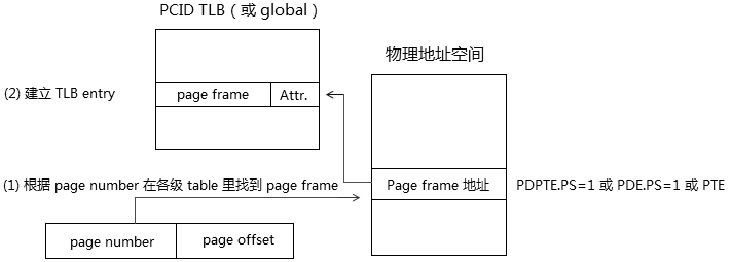 PCID TLB（或 global）
物理地址空间
(2) 建立 TLB entry
page frame
Attr.
(1) 根据 page number 在各级 table 里找到 page frame
Page frame 地址
PDPTE.PS=1 或 PDE.PS=1 或 PTE
page number
page offset